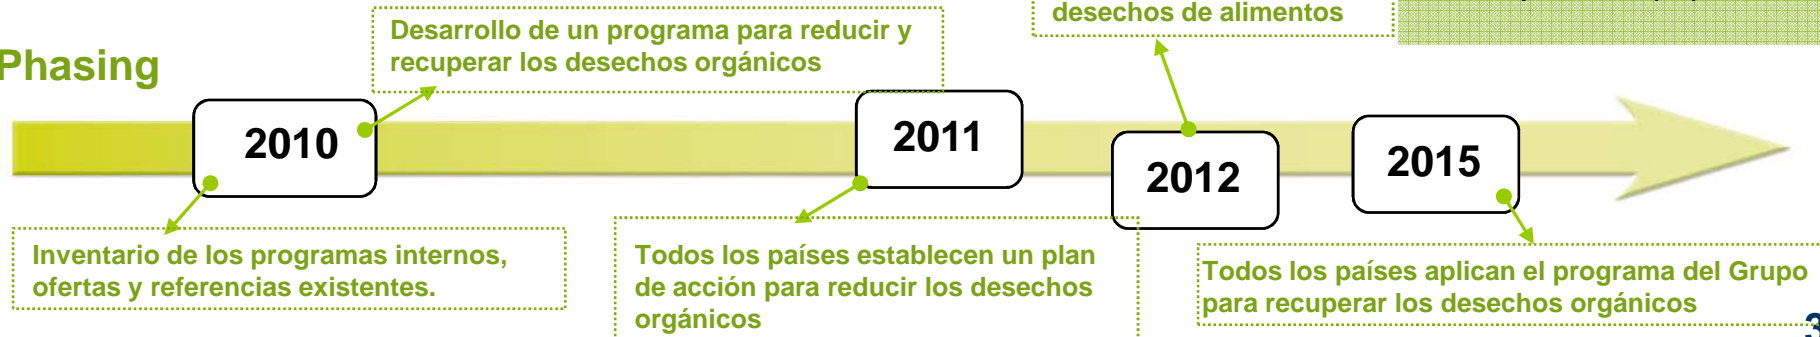 desechos de alimentos
Desarrollo de un programa para reducir y
recuperar los desechos orgánicos
Phasing
2010
2011
2012
2015
Inventario de los programas internos,
ofertas y referencias existentes.
Todos los países establecen un plan
de acción para reducir los desechos
orgánicos
Todos los países aplican el programa del Grupo
para recuperar los desechos orgánicos
3